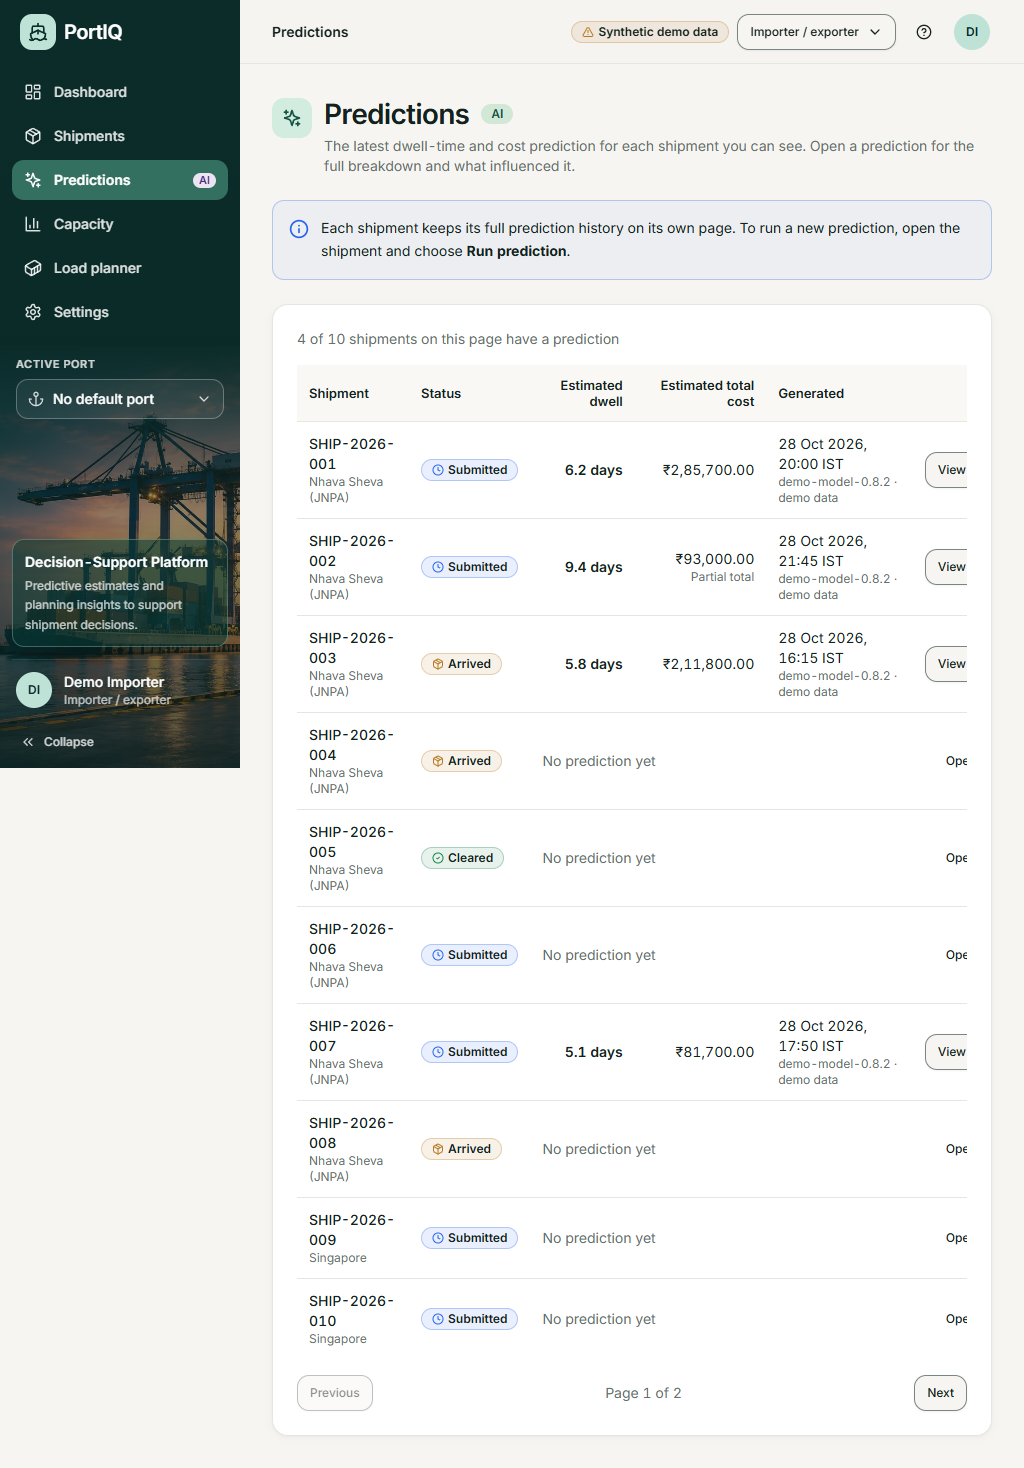 PortIQ
Dashboard
Shipments
Predictions AI
Capacity
Load planner
Settings
ACTIVE PORT
No default port
Decision-Support Platform
Predictive estimates and
planning insights to support
shipment decisions.
DI
Demo Importer
Importer / exporter
Collapse
Predictions
Synthetic demo data
Importer / exporter
DI
Predictions AI
The latest dwell-time and cost prediction for each shipment you can see. Open a prediction for the
full breakdown and what influenced it.
Each shipment keeps its full prediction history on its own page. To run a new prediction, open the
shipment and choose Run prediction.
4 of 10 shipments on this page have a prediction
Shipment Status Estimated dwell Estimated total cost Generated
SHIP-2026-
001
Nhava Sheva
(JNPA)
Submitted
6.2 days
₹2,85,700.00
28 Oct 2026,
20:00 IST
demo-model-0.8.2 ·
demo data
View
SHIP-2026-
002
Nhava Sheva
(JNPA)
Submitted
9.4 days
₹93,000.00
Partial total
28 Oct 2026,
21:45 IST
demo-model-0.8.2 ·
demo data
View
SHIP-2026-
003
Nhava Sheva
(JNPA)
Arrived
5.8 days
₹2,11,800.00
28 Oct 2026,
16:15 IST
demo-model-0.8.2 ·
demo data
View
SHIP-2026-
004
Nhava Sheva
(JNPA)
Arrived
No prediction yet
Ope
SHIP-2026-
005
Nhava Sheva
(JNPA)
Cleared
No prediction yet
Ope
SHIP-2026-
006
Nhava Sheva
(JNPA)
Submitted
No prediction yet
Ope
SHIP-2026-
007
Nhava Sheva
(JNPA)
Submitted
5.1 days
₹81,700.00
28 Oct 2026,
17:50 IST
demo-model-0.8.2 ·
demo data
View
SHIP-2026-
008
Nhava Sheva
(JNPA)
Arrived
No prediction yet
Ope
SHIP-2026-
009
Singapore
Submitted
No prediction yet
Ope
SHIP-2026-
010
Singapore
Submitted
No prediction yet
Ope
Previous
Page 1 of 2
Next